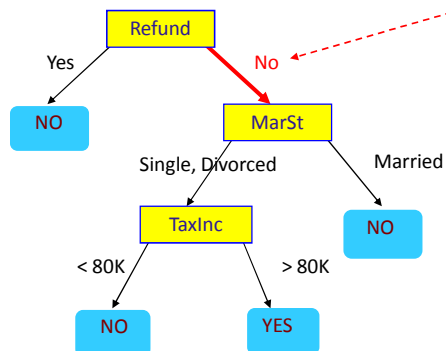 Refund
Yes
No
NO
MarSt
Single, Divorced
Married
TaxInc
NO
< 80K
> 80K
NO
YES